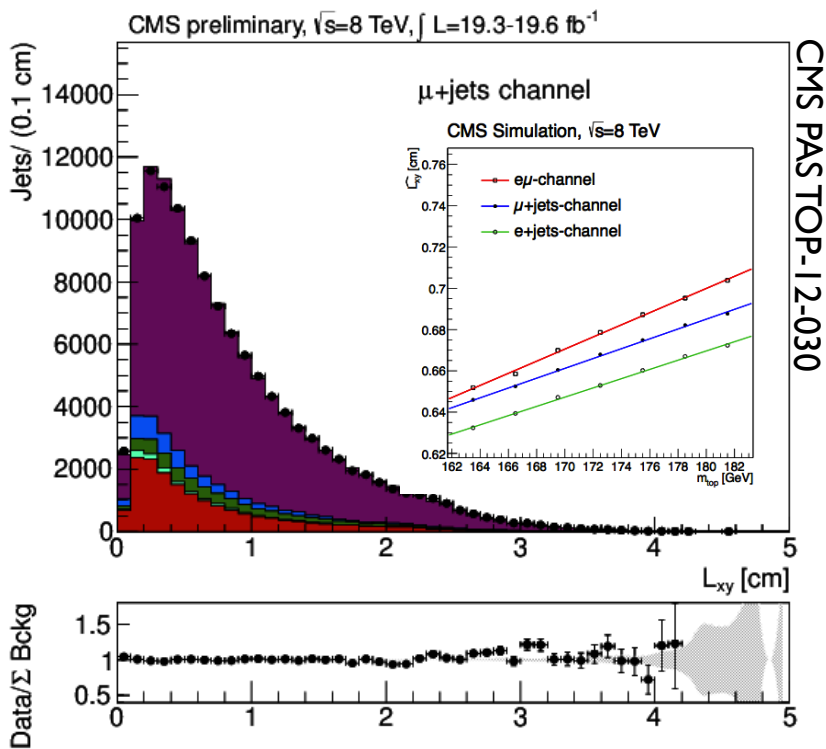 CMS preliminary, √s=8 TeV, ∫ L=19.3-19.6 fb⁻¹
CMS PAS TOP-12-030
Jets/ (0.1 cm)
14000
12000
10000
8000
6000
4000
2000
0
μ+jets channel
CMS Simulation, √s=8 TeV
L̂xy [cm]
0.76
0.74
0.72
0.7
0.68
0.66
0.64
0.62
eμ-channel
μ+jets-channel
e+jets-channel
162 164 166 168 170 172 174 176 178 180 182
m_top [GeV]
0 1 2 3 4 5
L_xy [cm]
Data/Σ Bckg
1.5
1
0.5
0 1 2 3 4 5